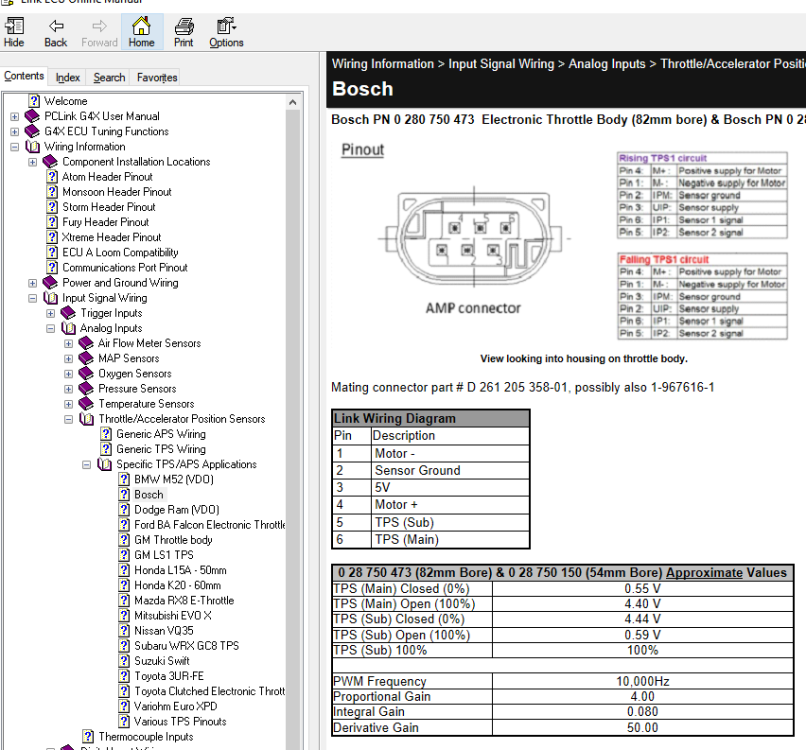 Link ECU Online Manual
Hide Back Forward Home Print Options
Contents Index Search Favorites
Welcome
PCLink G4X User Manual
G4X ECU Tuning Functions
Wiring Information
Component Installation Locations
Atom Header Pinout
Monsoon Header Pinout
Storm Header Pinout
Fury Header Pinout
Xtreme Header Pinout
ECU A Loom Compatibility
Communications Port Pinout
Power and Ground Wiring
Input Signal Wiring
Trigger Inputs
Analog Inputs
Air Flow Meter Sensors
MAP Sensors
Oxygen Sensors
Pressure Sensors
Temperature Sensors
Throttle/Accelerator Position Sensors
Generic APS Wiring
Generic TPS Wiring
Specific TPS/APS Applications
BMW M52 (VDO)
Bosch
Dodge Ram (VDO)
Ford BA Falcon Electronic Throttle
GM Throttle body
GM LS1 TPS
Honda L15A - 50mm
Honda K20 - 60mm
Mazda RX8 E-Throttle
Mitsubishi EVO X
Nissan VQ35
Subaru WRX GC8 TPS
Suzuki Swift
Toyota 3UR-FE
Toyota Clutched Electronic Thrott
Variohm Euro XPD
Various TPS Pinouts
Thermocouple Inputs
Wiring Information > Input Signal Wiring > Analog Inputs > Throttle/Accelerator Positi
Bosch
Bosch PN 0 280 750 473 Electronic Throttle Body (82mm bore) & Bosch PN 0 28
Pinout
4 5 6
1 2 3
AMP connector
Rising TPS1 circuit
Pin 4: M+ : Positive supply for Motor
Pin 1: M- : Negative supply for Motor
Pin 2: IPM: Sensor ground
Pin 3: UIP: Sensor supply
Pin 6: IP1: Sensor 1 signal
Pin 5: IP2: Sensor 2 signal
Falling TPS1 circuit
Pin 4: M+ : Positive supply for Motor
Pin 1: M- : Negative supply for Motor
Pin 3: IPM: Sensor ground
Pin 2: UIP: Sensor supply
Pin 6: IP1: Sensor 1 signal
Pin 5: IP2: Sensor 2 signal
View looking into housing on throttle body.
Mating connector part # D 261 205 358-01, possibly also 1-967616-1
Link Wiring Diagram
Pin Description
1 Motor -
2 Sensor Ground
3 5V
4 Motor +
5 TPS (Sub)
6 TPS (Main)
0 28 750 473 (82mm Bore) & 0 28 750 150 (54mm Bore) Approximate Values
TPS (Main) Closed (0%) 0.55 V
TPS (Main) Open (100%) 4.40 V
TPS (Sub) Closed (0%) 4.44 V
TPS (Sub) Open (100%) 0.59 V
TPS (Sub) 100% 100%
PWM Frequency 10,000Hz
Proportional Gain 4.00
Integral Gain 0.080
Derivative Gain 50.00